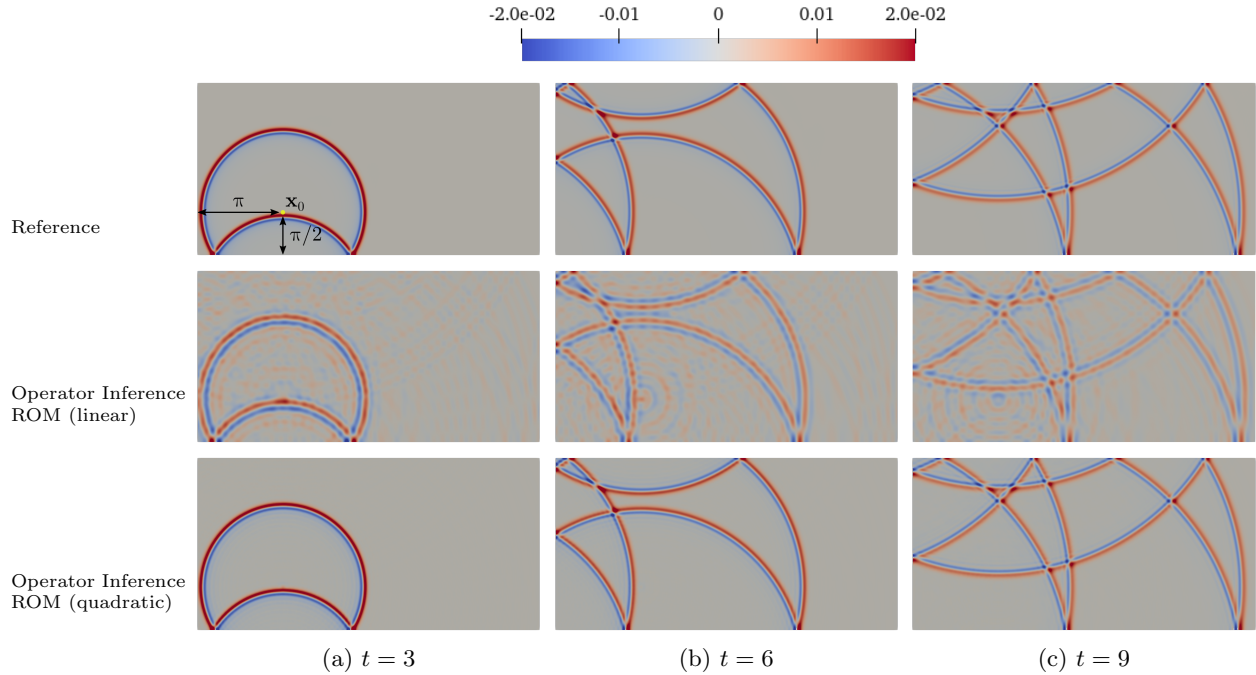 -2.0e-02 -0.01 0 0.01 2.0e-02
π x₀
π/2
Reference
Operator Inference
ROM (linear)
Operator Inference
ROM (quadratic)
(a) t = 3 (b) t = 6 (c) t = 9